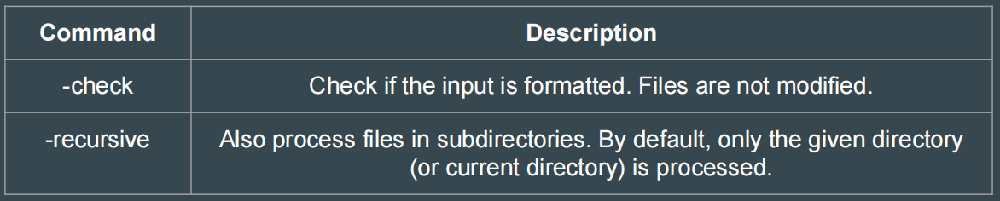 Command Description
-check Check if the input is formatted. Files are not modified.
-recursive Also process files in subdirectories. By default, only the given directory
(or current directory) is processed.